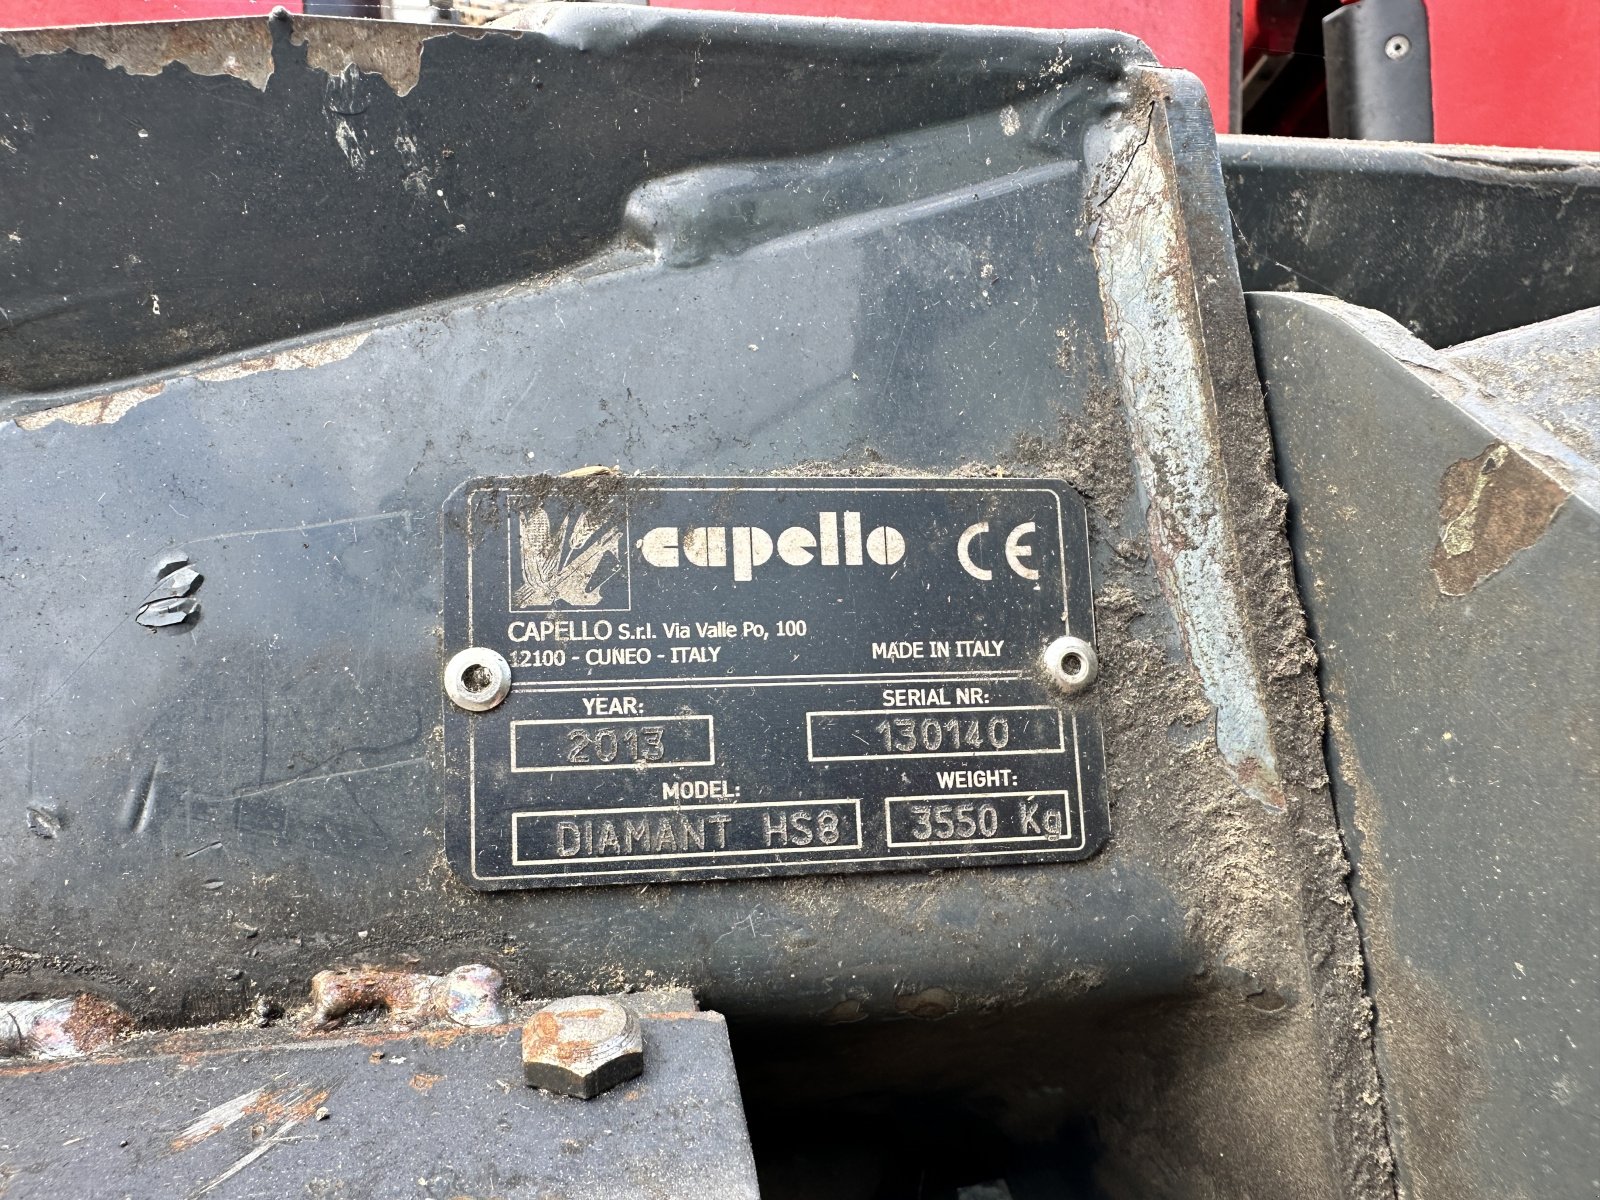 capello CE
CAPELLO S.r.l. Via Valle Po, 100
12100 - CUNEO - ITALY MADE IN ITALY
YEAR: SERIAL NR:
2013 130140
MODEL: WEIGHT:
DIAMANT HS8 3550 Kg